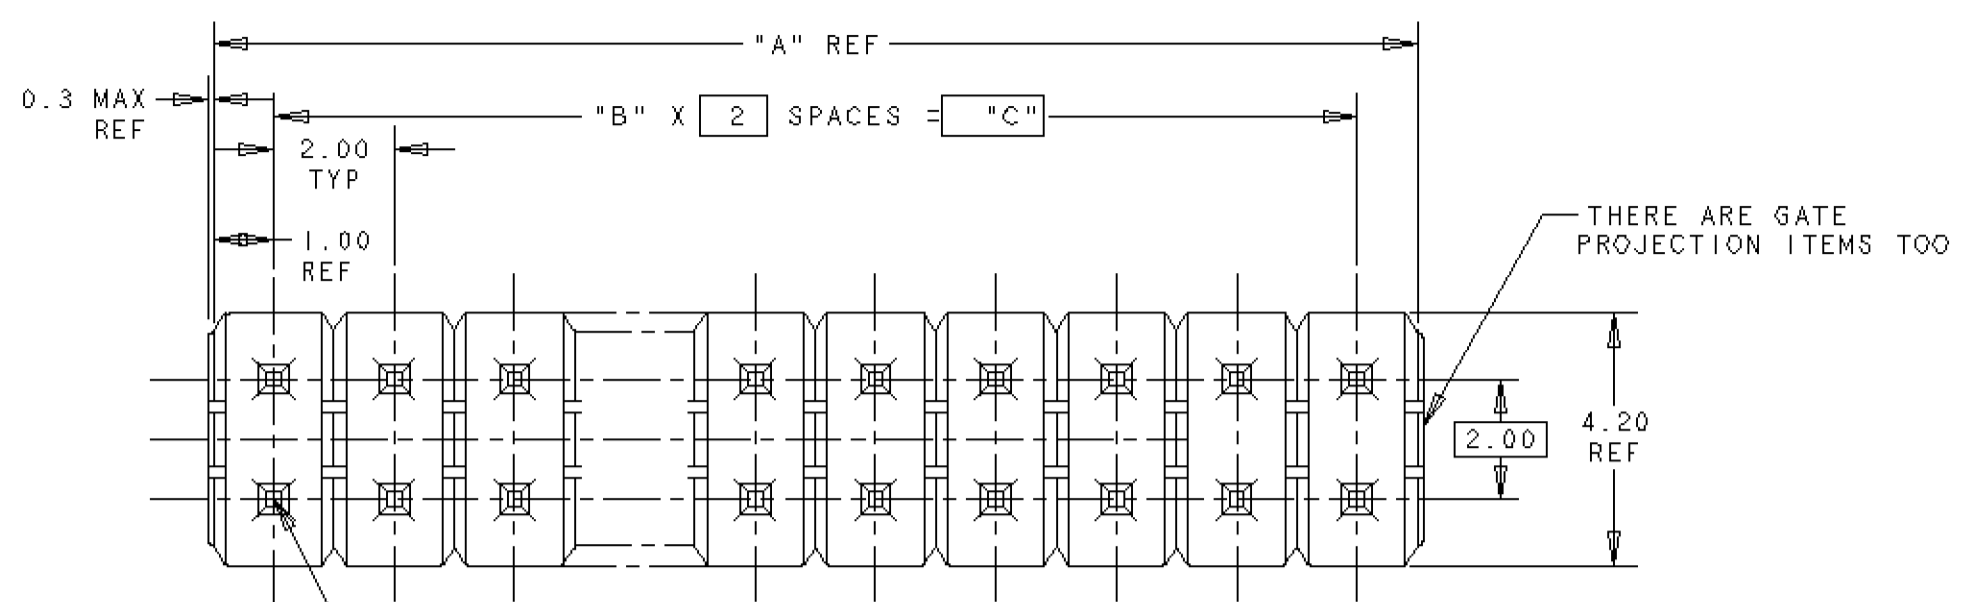 "A" REF
0.3 MAX
REF
"B" X 2 SPACES = "C"
2.00
TYP
1.00
REF
THERE ARE GATE
PROJECTION ITEMS TOO
2.00
4.20
REF